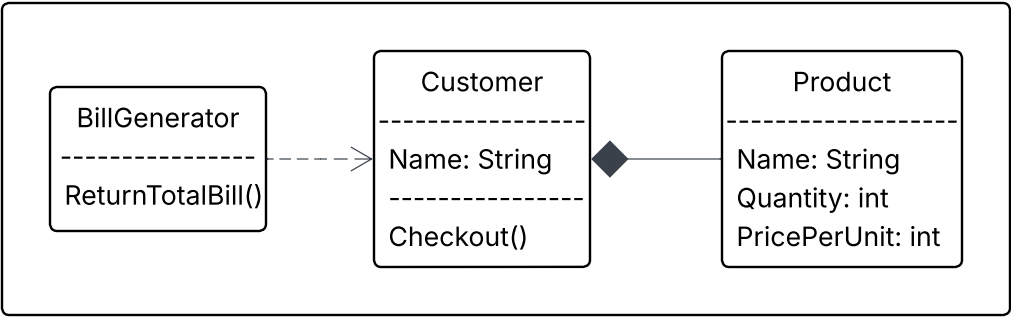 BillGenerator
ReturnTotalBill()
Customer
Name: String
Checkout()
Product
Name: String
Quantity: int
PricePerUnit: int